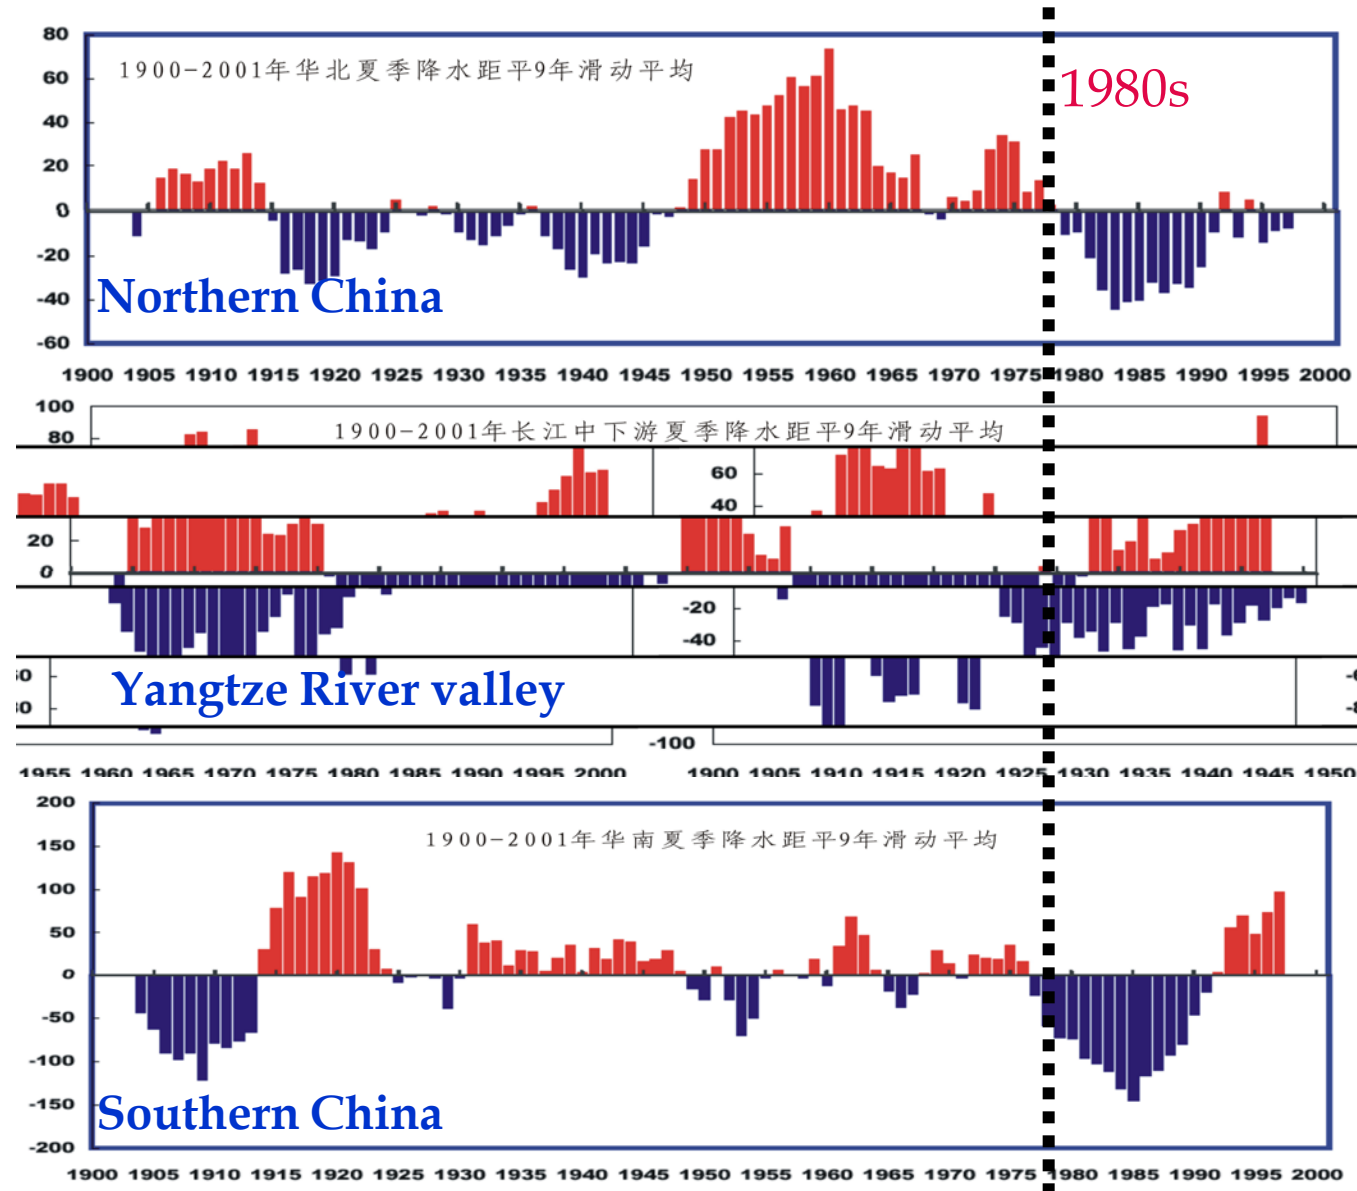 80
1900-2001年华北夏季降水距平9年滑动平均
1980s
60
40
20
0
-20
-40
Northern China
-60
1900 1905 1910 1915 1920 1925 1930 1935 1940 1945 1950 1955 1960 1965 1970 1975 1980 1985 1990 1995 2000
100
80
1900-2001年长江中下游夏季降水距平9年滑动平均
60
40
20
0
-20
-40
Yangtze River valley
-100
1955 1960 1965 1970 1975 1980 1985 1990 1995 2000 1900 1905 1910 1915 1920 1925 1930 1935 1940 1945 1950
200
1900-2001年华南夏季降水距平9年滑动平均
150
100
50
0
-50
-100
Southern China
-150
-200
1900 1905 1910 1915 1920 1925 1930 1935 1940 1945 1950 1955 1960 1965 1970 1975 1980 1985 1990 1995 2000